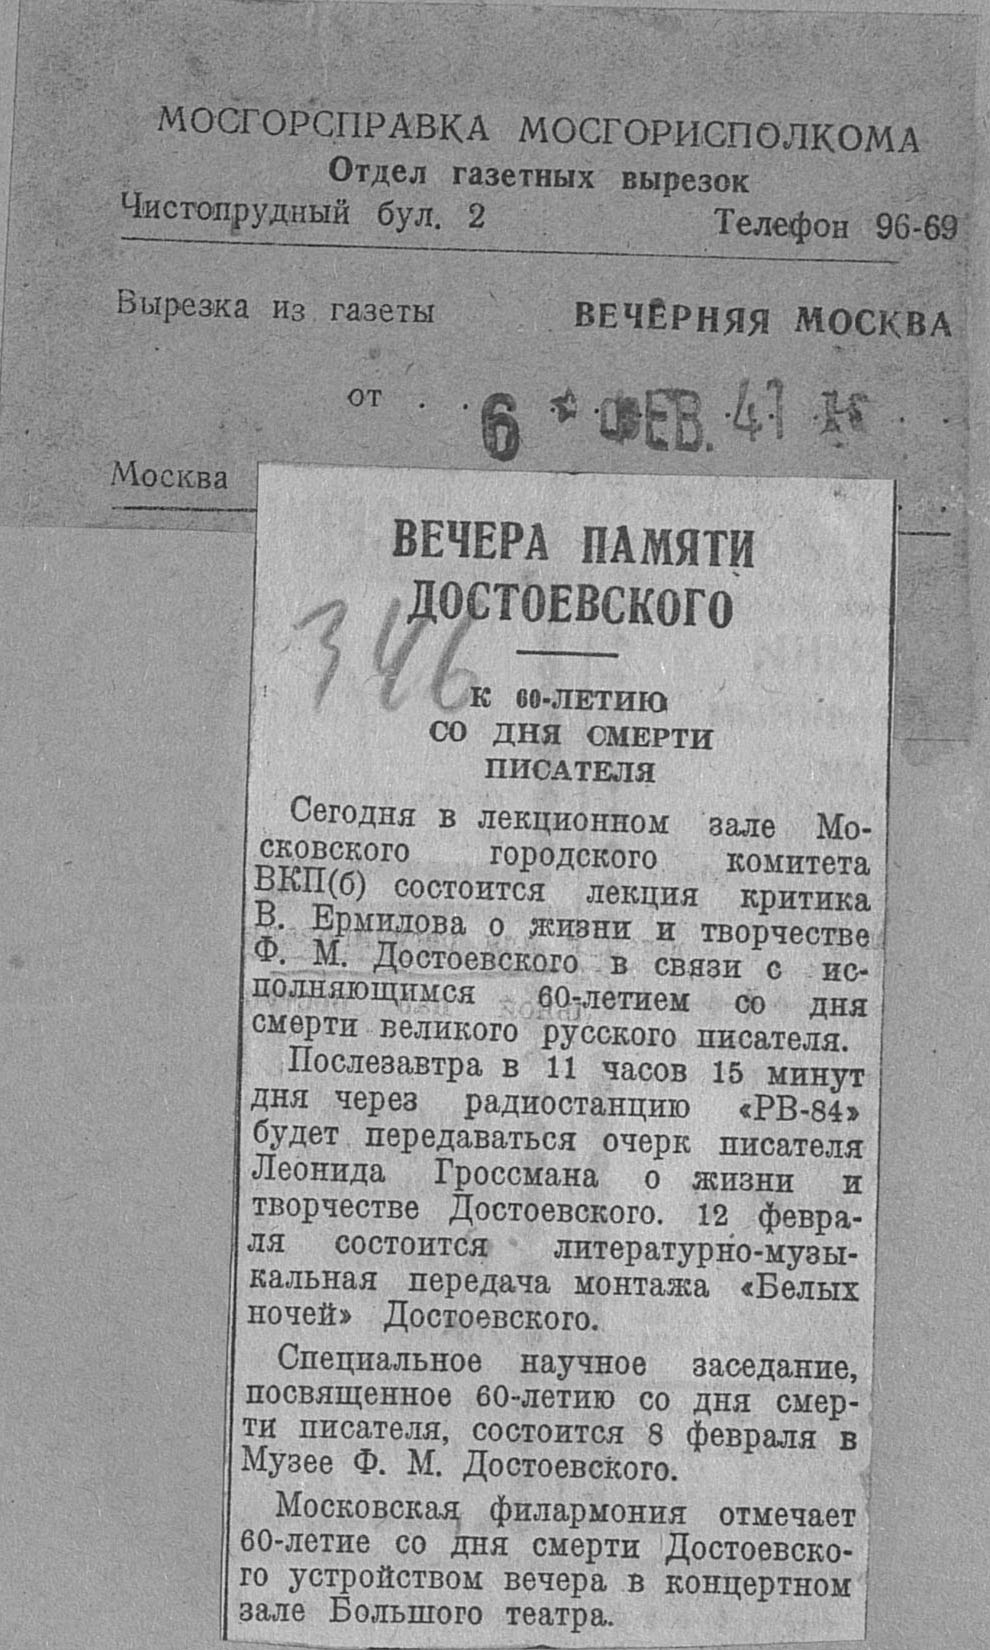 МОСГОРСПРАВКА МОСГОРИСПОЛКОМА
Отдел газетных вырезок
Чистопрудный бул. 2 Телефон 96-69
Вырезка из газеты ВЕЧЕРНЯЯ МОСКВА
от . . 6 ФЕВ. 41
Москва
ВЕЧЕРА ПАМЯТИ
ДОСТОЕВСКОГО
346
К 60-ЛЕТИЮ
СО ДНЯ СМЕРТИ
ПИСАТЕЛЯ
Сегодня в лекционном зале Мо-
сковского городского комитета
ВКП(б) состоится лекция критика
В. Ермилова о жизни и творчестве
Ф. М. Достоевского в связи с ис-
полняющимся 60-летием со дня
смерти великого русского писателя.
Послезавтра в 11 часов 15 минут
дня через радиостанцию «РВ-84»
будет передаваться очерк писателя
Леонида Гроссмана о жизни и
творчестве Достоевского. 12 февра-
ля состоится литературно-музы-
кальная передача монтажа «Белых
ночей» Достоевского.
Специальное научное заседание,
посвященное 60-летию со дня смер-
ти писателя, состоится 8 февраля в
Музее Ф. М. Достоевского.
Московская филармония отмечает
60-летие со дня смерти Достоевско-
го устройством вечера в концертном
зале Большого театра.